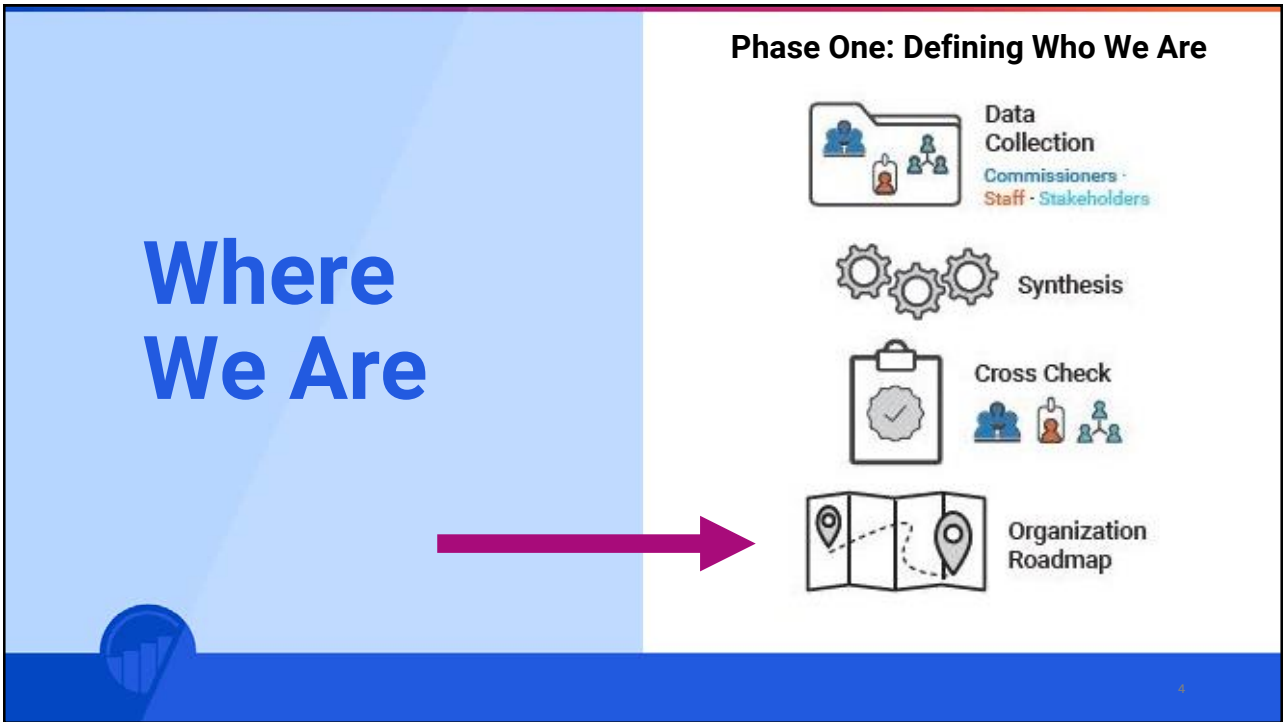 Phase One: Defining Who We Are
Where
We Are
Data
Collection
Commissioners ·
Staff · Stakeholders
Synthesis
Cross Check
Organization
Roadmap
4